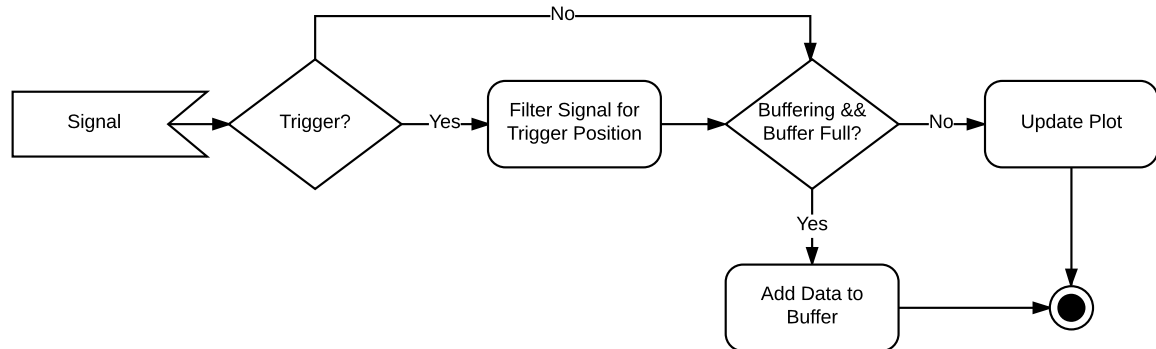 No
Signal
Trigger?
Yes
Filter Signal for
Trigger Position
Buffering &&
Buffer Full?
No
Update Plot
Yes
Add Data to
Buffer